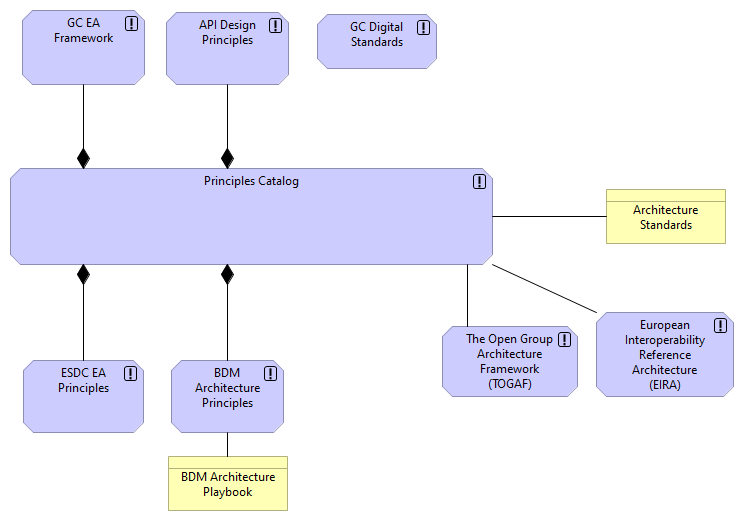 GC EA
Framework
API Design
Principles
GC Digital
Standards
Principles Catalog
Architecture
Standards
ESDC EA
Principles
BDM
Architecture
Principles
The Open Group
Architecture
Framework
(TOGAF)
European
Interoperability
Reference
Architecture
(EIRA)
BDM Architecture
Playbook